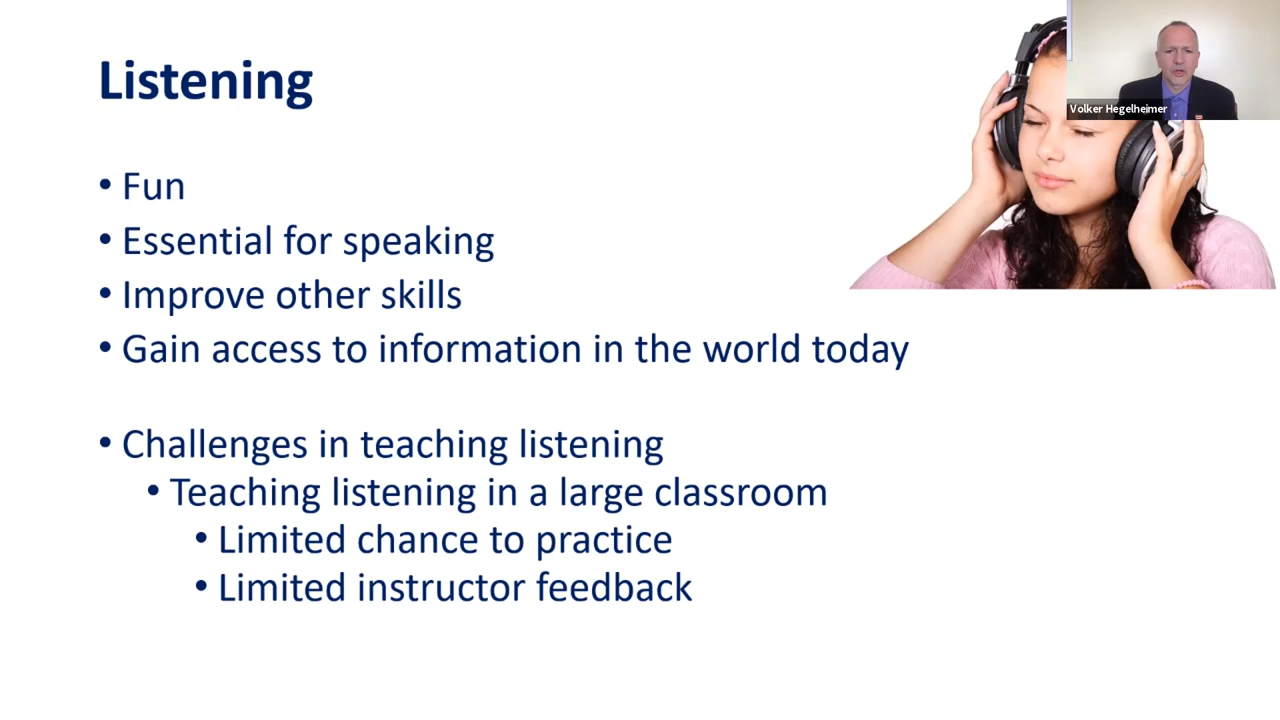 Listening
Volker Hegelheimer
• Fun
• Essential for speaking
• Improve other skills
• Gain access to information in the world today
• Challenges in teaching listening
• Teaching listening in a large classroom
• Limited chance to practice
• Limited instructor feedback